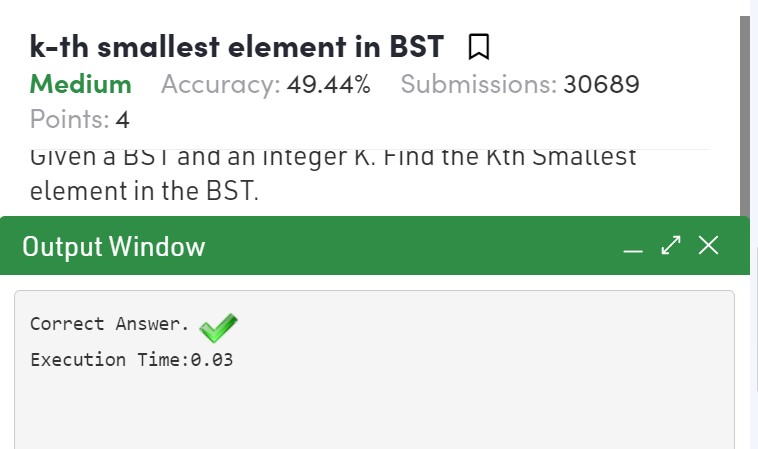 k-th smallest element in BST
Medium Accuracy: 49.44% Submissions: 30689
Points: 4
Given a BST and an integer K. Find the Kth Smallest
element in the BST.
Output Window
Correct Answer.
Execution Time:0.03